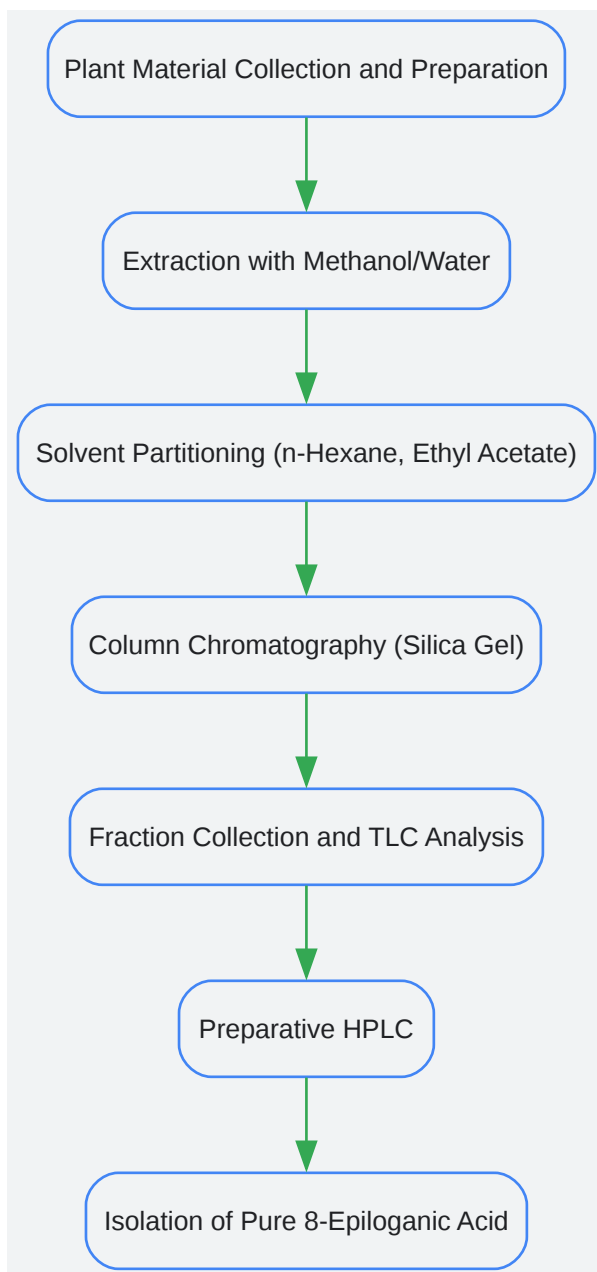 Plant Material Collection and Preparation
Extraction with Methanol/Water
Solvent Partitioning (n-Hexane, Ethyl Acetate)
Column Chromatography (Silica Gel)
Fraction Collection and TLC Analysis
Preparative HPLC
Isolation of Pure 8-Epiloganic Acid